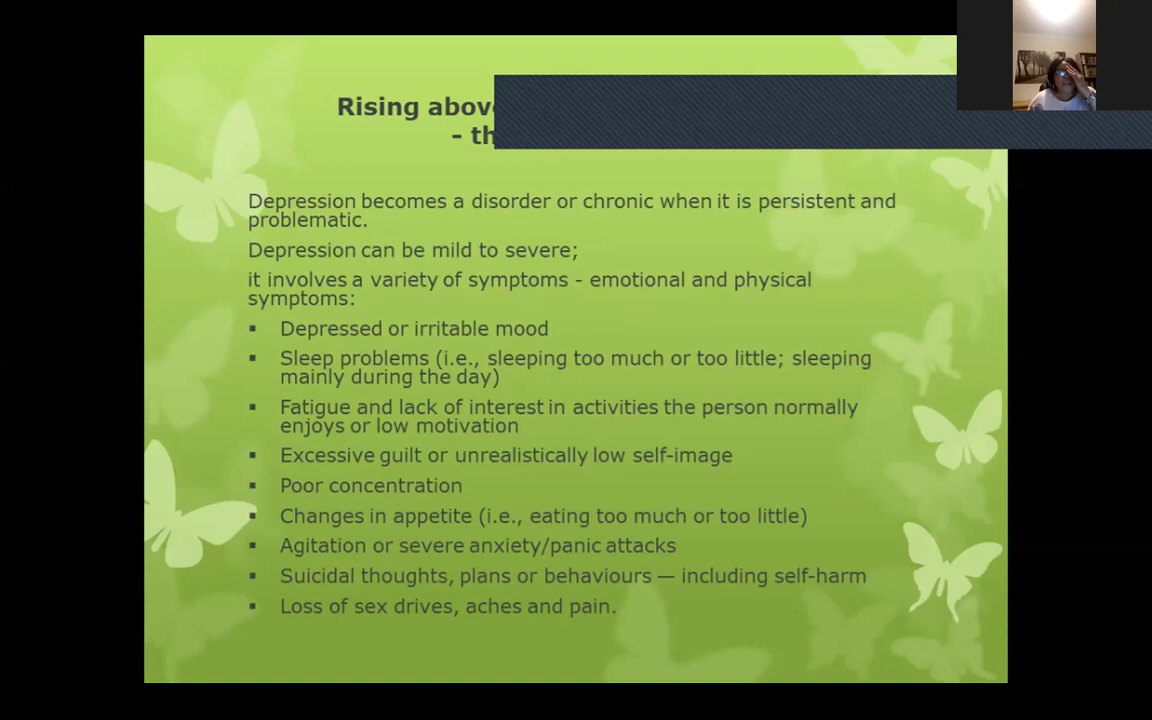 Rising above
- th
Depression becomes a disorder or chronic when it is persistent and
problematic.
Depression can be mild to severe;
it involves a variety of symptoms - emotional and physical
symptoms:
▪ Depressed or irritable mood
▪ Sleep problems (i.e., sleeping too much or too little; sleeping
mainly during the day)
▪ Fatigue and lack of interest in activities the person normally
enjoys or low motivation
▪ Excessive guilt or unrealistically low self-image
▪ Poor concentration
▪ Changes in appetite (i.e., eating too much or too little)
▪ Agitation or severe anxiety/panic attacks
▪ Suicidal thoughts, plans or behaviours — including self-harm
▪ Loss of sex drives, aches and pain.